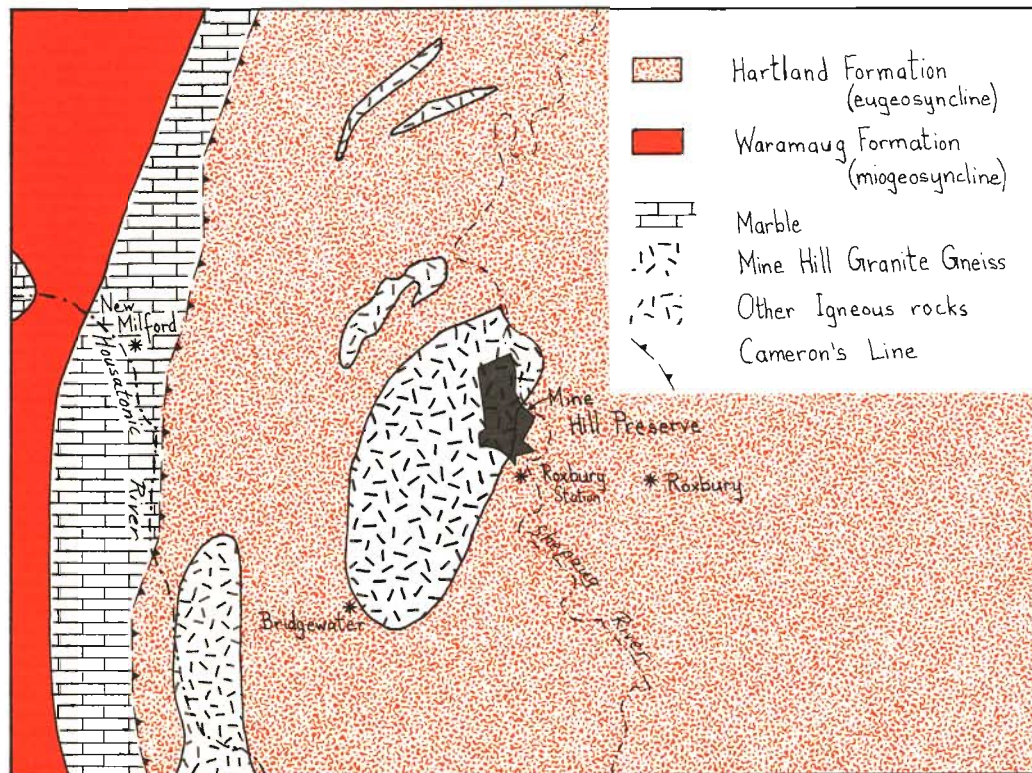 Hartland Formation
(eugeosyncline)
Waramaug Formation
(miogeosyncline)
Marble
Mine Hill Granite Gneiss
Other Igneous rocks
Cameron's Line
New
Milford
Housatonic
River
Mine
Hill Preserve
Roxbury
Station
Roxbury
Shepaug
River
Bridgewater